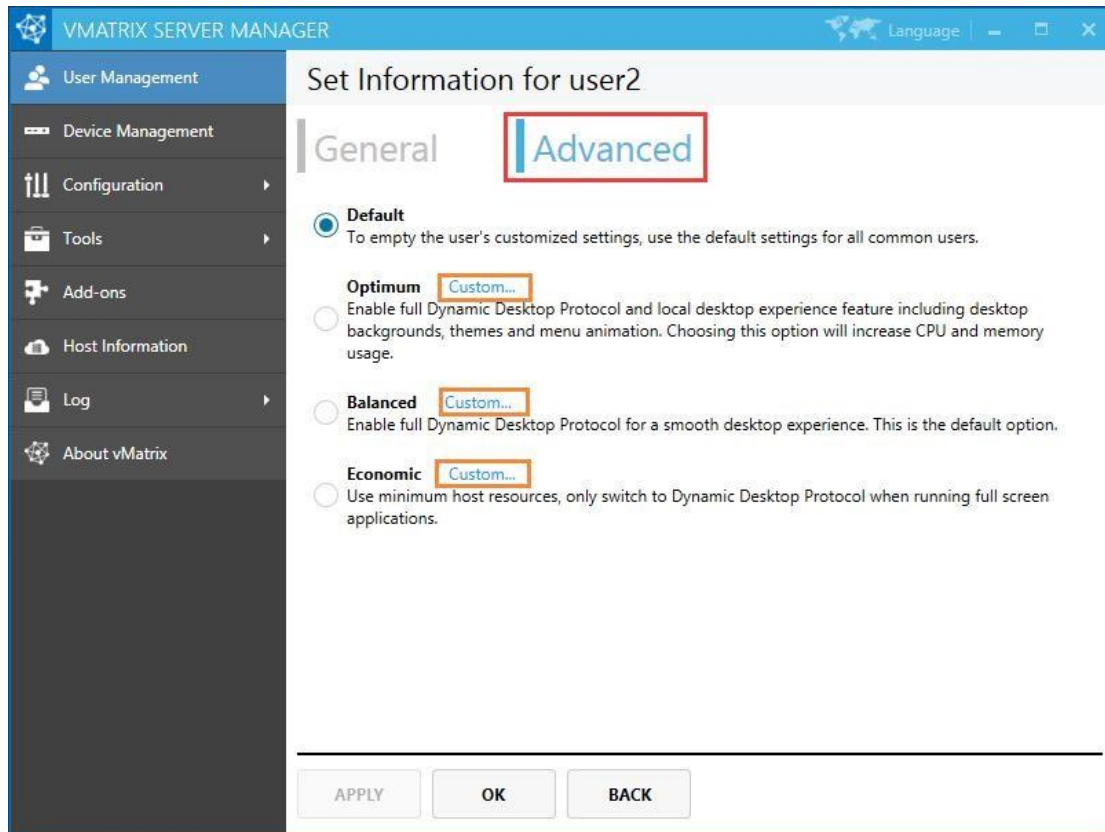 VMATRIX SERVER MANAGER
Language
User Management
Device Management
Configuration
Tools
Add-ons
Host Information
Log
About vMatrix
Set Information for user2
General
Advanced
Default
To empty the user's customized settings, use the default settings for all common users.
Optimum Custom...
Enable full Dynamic Desktop Protocol and local desktop experience feature including desktop
backgrounds, themes and menu animation. Choosing this option will increase CPU and memory
usage.
Balanced Custom...
Enable full Dynamic Desktop Protocol for a smooth desktop experience. This is the default option.
Economic Custom...
Use minimum host resources, only switch to Dynamic Desktop Protocol when running full screen
applications.
APPLY
OK
BACK